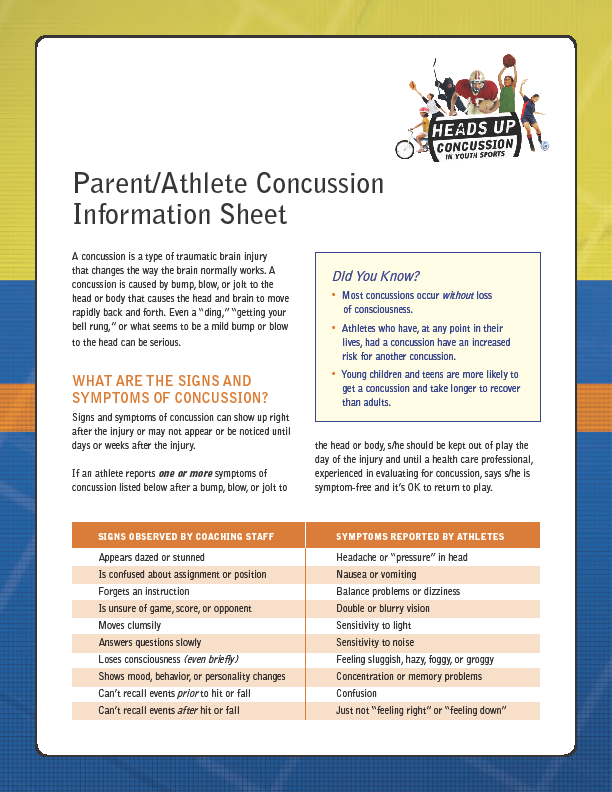 HEADS UP
CONCUSSION
IN YOUTH SPORTS
Parent/Athlete Concussion
Information Sheet
A concussion is a type of traumatic brain injury
that changes the way the brain normally works. A
concussion is caused by bump, blow, or jolt to the
head or body that causes the head and brain to move
rapidly back and forth. Even a “ding,” “getting your
bell rung,” or what seems to be a mild bump or blow
to the head can be serious.
WHAT ARE THE SIGNS AND
SYMPTOMS OF CONCUSSION?
Signs and symptoms of concussion can show up right
after the injury or may not appear or be noticed until
days or weeks after the injury.
If an athlete reports one or more symptoms of
concussion listed below after a bump, blow, or jolt to
Did You Know?
• Most concussions occur without loss
of consciousness.
• Athletes who have, at any point in their
lives, had a concussion have an increased
risk for another concussion.
• Young children and teens are more likely to
get a concussion and take longer to recover
than adults.
the head or body, s/he should be kept out of play the
day of the injury and until a health care professional,
experienced in evaluating for concussion, says s/he is
symptom-free and it’s OK to return to play.
SIGNS OBSERVED BY COACHING STAFF SYMPTOMS REPORTED BY ATHLETES
Appears dazed or stunned Headache or “pressure” in head
Is confused about assignment or position Nausea or vomiting
Forgets an instruction Balance problems or dizziness
Is unsure of game, score, or opponent Double or blurry vision
Moves clumsily Sensitivity to light
Answers questions slowly Sensitivity to noise
Loses consciousness (even briefly) Feeling sluggish, hazy, foggy, or groggy
Shows mood, behavior, or personality changes Concentration or memory problems
Can’t recall events prior to hit or fall Confusion
Can’t recall events after hit or fall Just not “feeling right” or “feeling down”